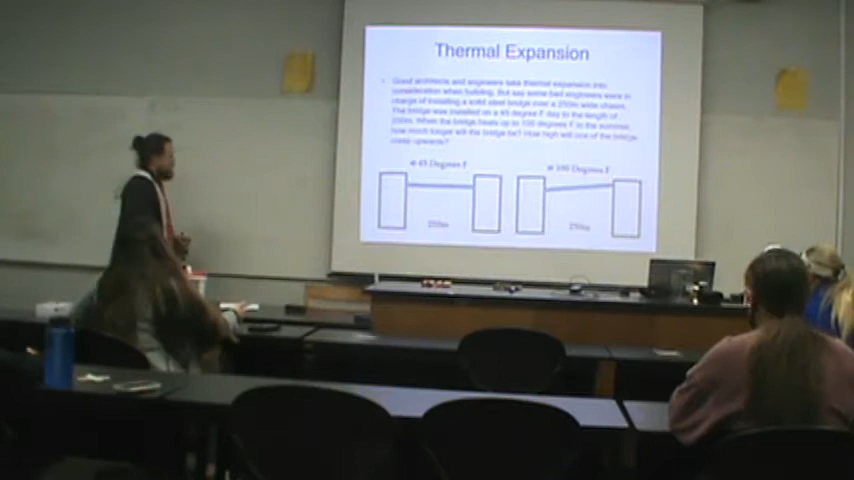 Thermal Expansion
• Good architects and engineers take thermal expansion into
consideration when building. But say some bad engineers were in
charge of installing a solid steel bridge over a 250m wide chasm.
The bridge was installed on a 45 degree F day to the length of
250m. When the bridge heats up to 100 degrees F in the summer,
how much longer will the bridge be? How high will one of the bridge
creep upwards?
@ 45 Degrees F
@ 100 Degrees F
250m
250m